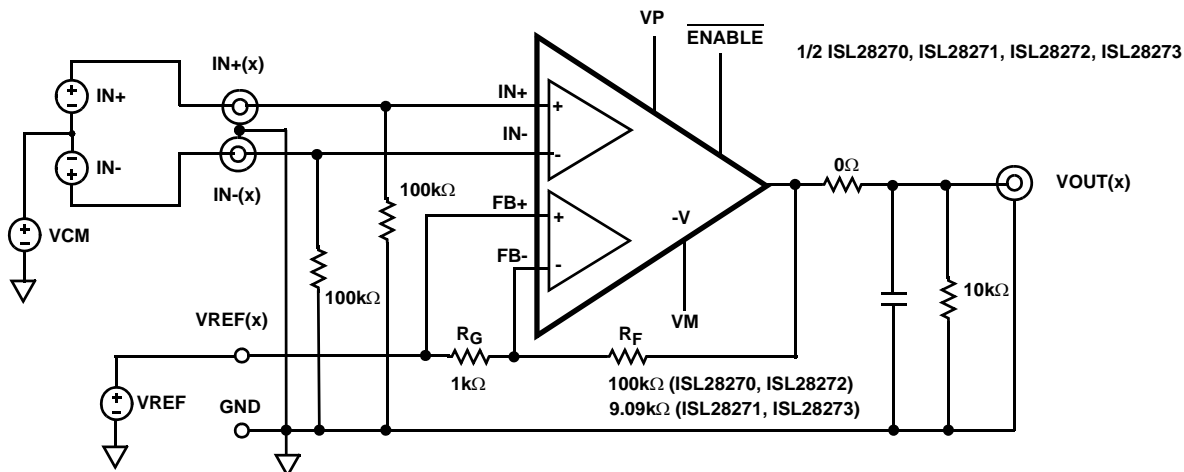 VP
ENABLE
1/2 ISL28270, ISL28271, ISL28272, ISL28273
IN+(x)
IN+
+
-
IN+
+
IN-
-
-
+
IN-
IN-(x)
0Ω
VOUT(x)
100kΩ
FB+
+
-V
+
-
VCM
FB-
-
100kΩ
10kΩ
VREF(x)
VM
RG
RF
1kΩ
100kΩ (ISL28270, ISL28272)
+
-
VREF
GND
9.09kΩ (ISL28271, ISL28273)